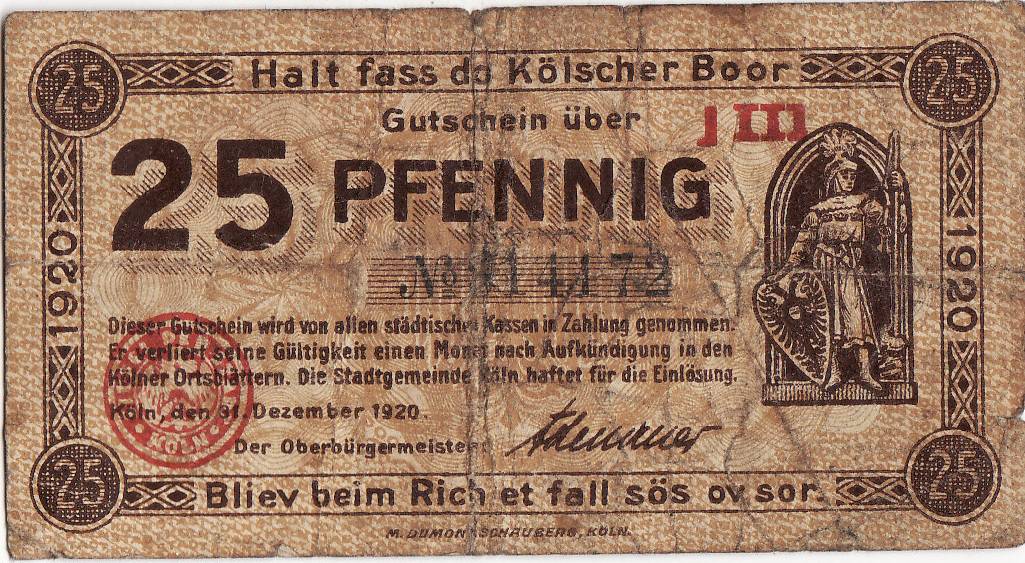 25 Halt fass do Kölscher Boor 25
Gutschein über
J III
25 PFENNIG
1920
1920
Dieser Gutschein wird von allen städtischen Kassen in Zahlung genommen.
Er verliert seine Gültigkeit einen Monat nach Aufkündigung in den
Kölner Ortsblättern. Die Stadtgemeinde Köln haftet für die Einlösung.
Köln, den 31. Dezember 1920.
KÖLN
Der Oberbürgermeister:
25 Bliev beim Rich et fall sös ov sor. 25
M. DUMONT SCHAUBERG, KÖLN.